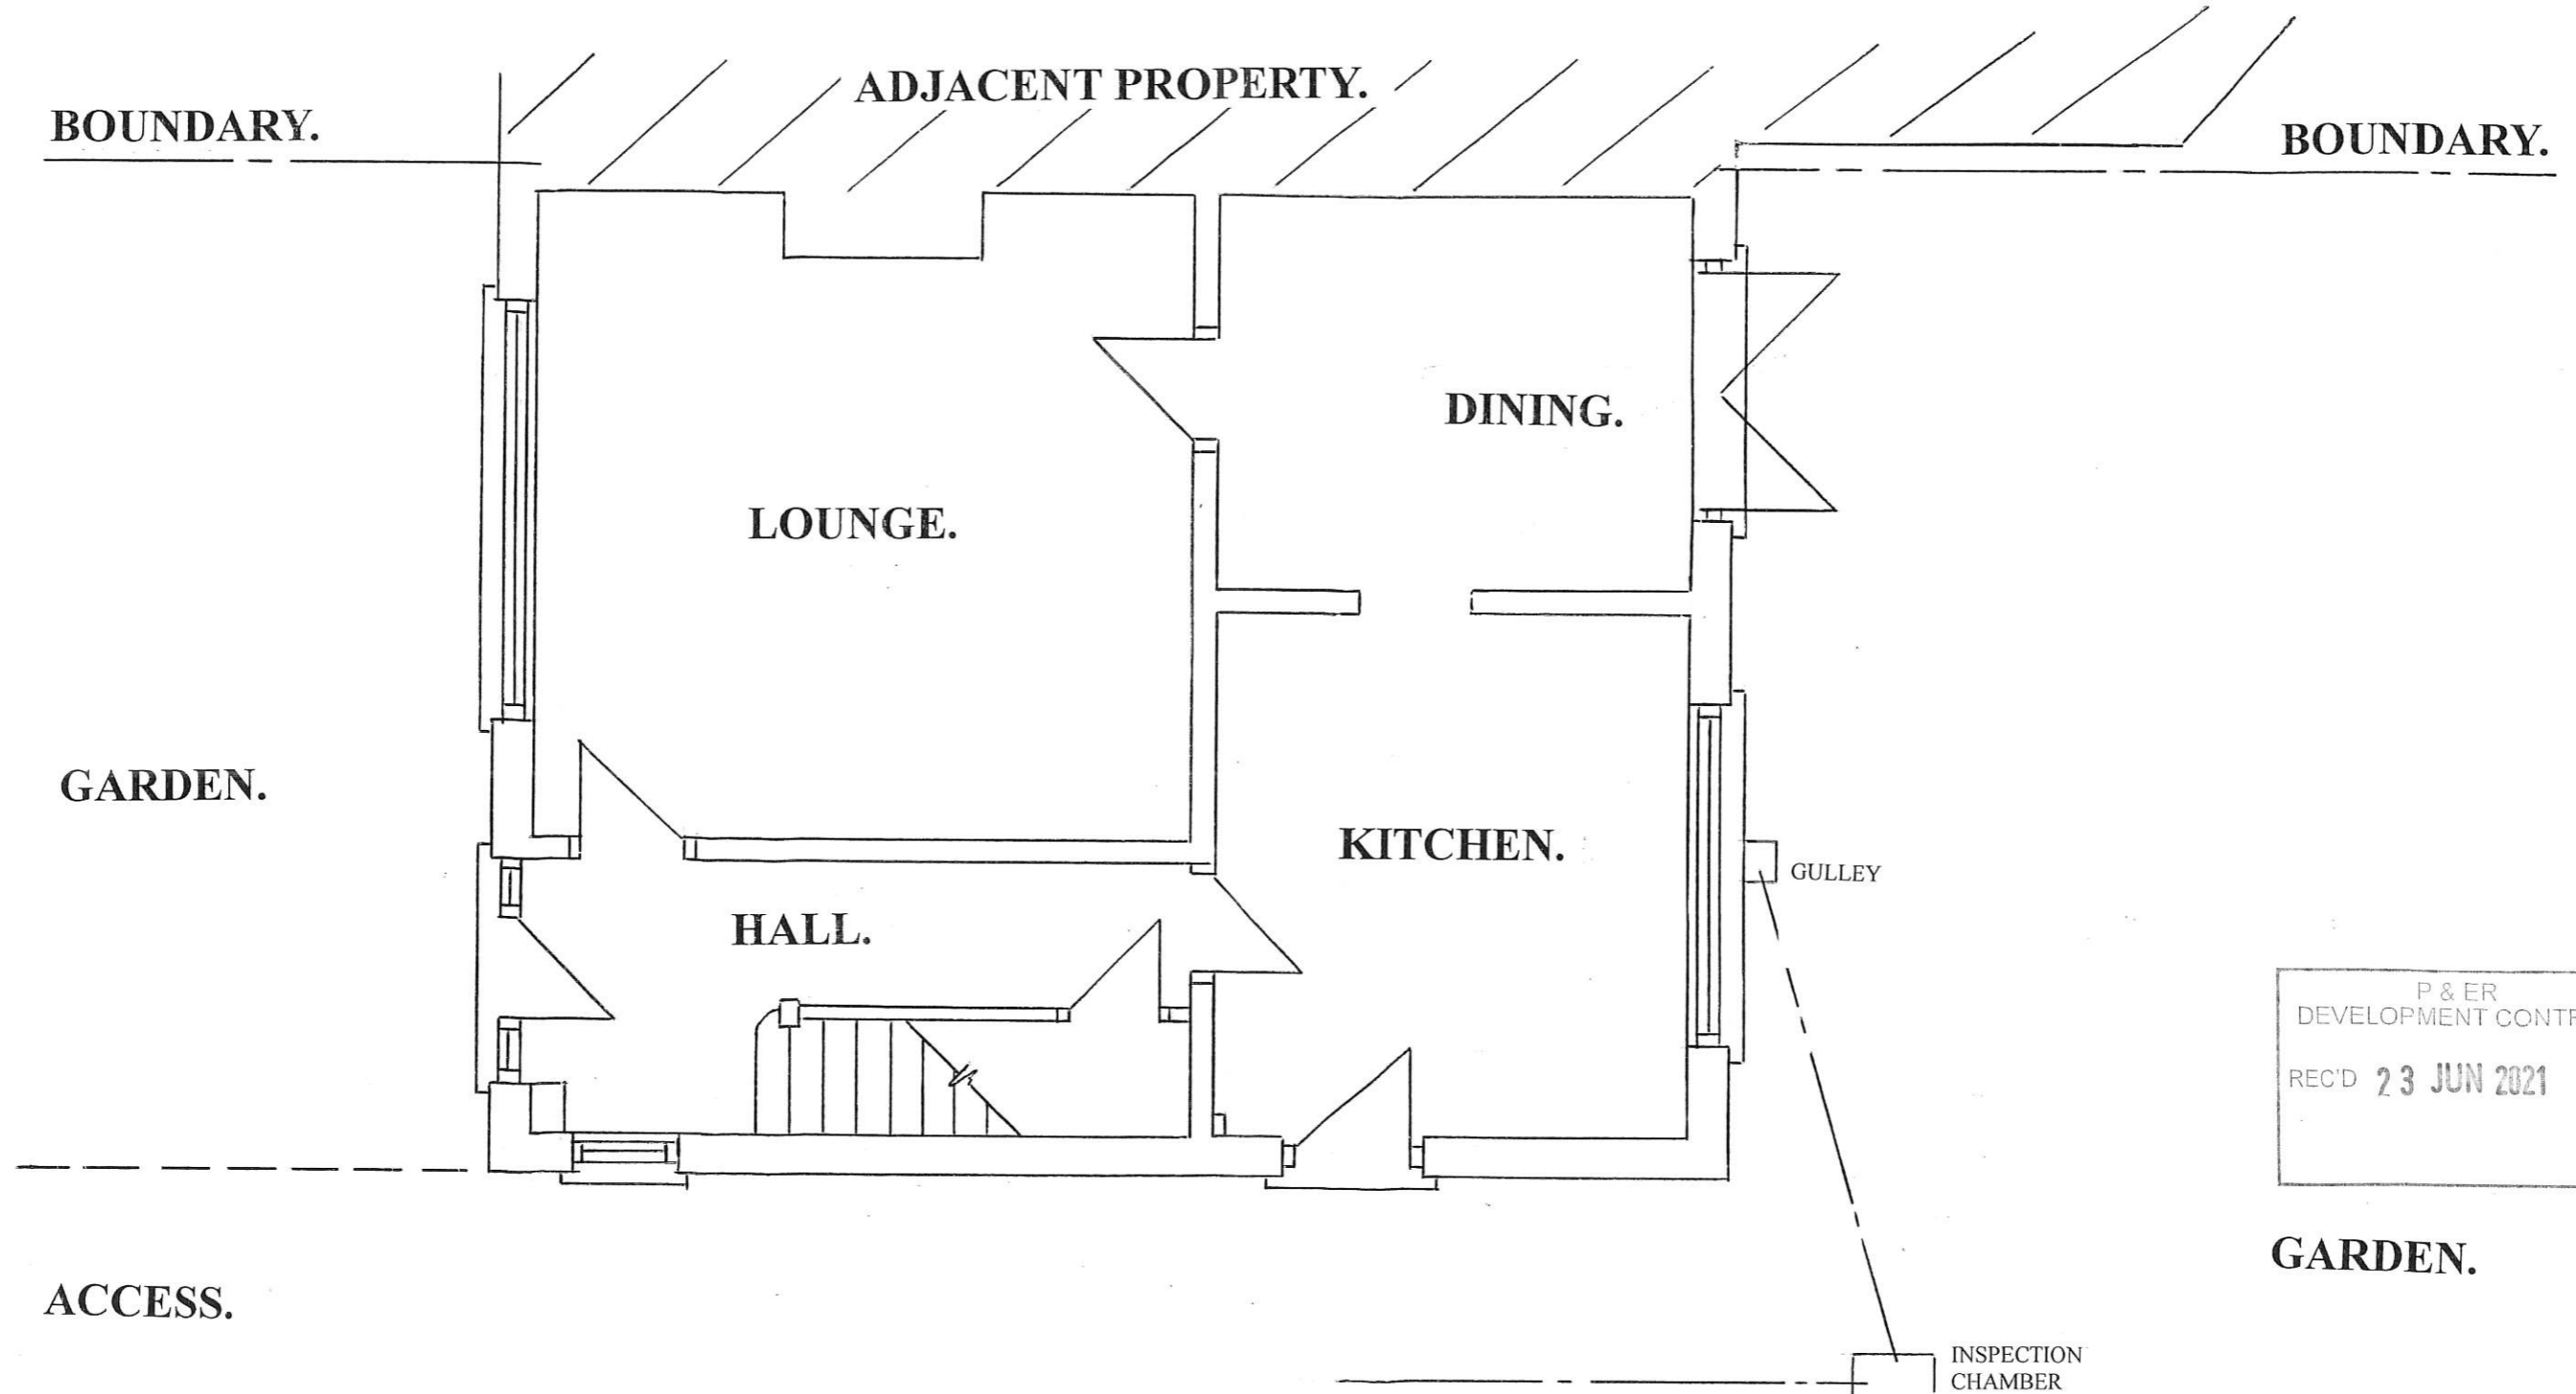 ADJACENT PROPERTY.
BOUNDARY.
BOUNDARY.
DINING.
LOUNGE.
GARDEN.
KITCHEN.
GULLEY
HALL.
P & ER
DEVELOPMENT CONTR
REC'D 23 JUN 2021
GARDEN.
ACCESS.
INSPECTION
CHAMBER